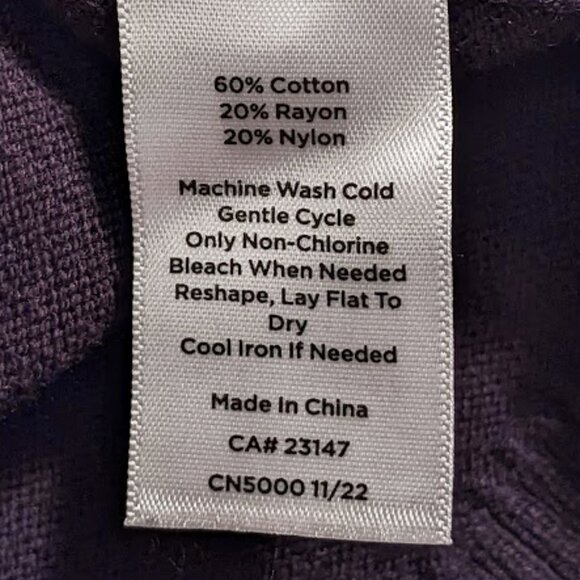 60% Cotton
20% Rayon
20% Nylon
Machine Wash Cold
Gentle Cycle
Only Non-Chlorine
Bleach When Needed
Reshape, Lay Flat To
Dry
Cool Iron If Needed
Made In China
CA# 23147
CN5000 11/22